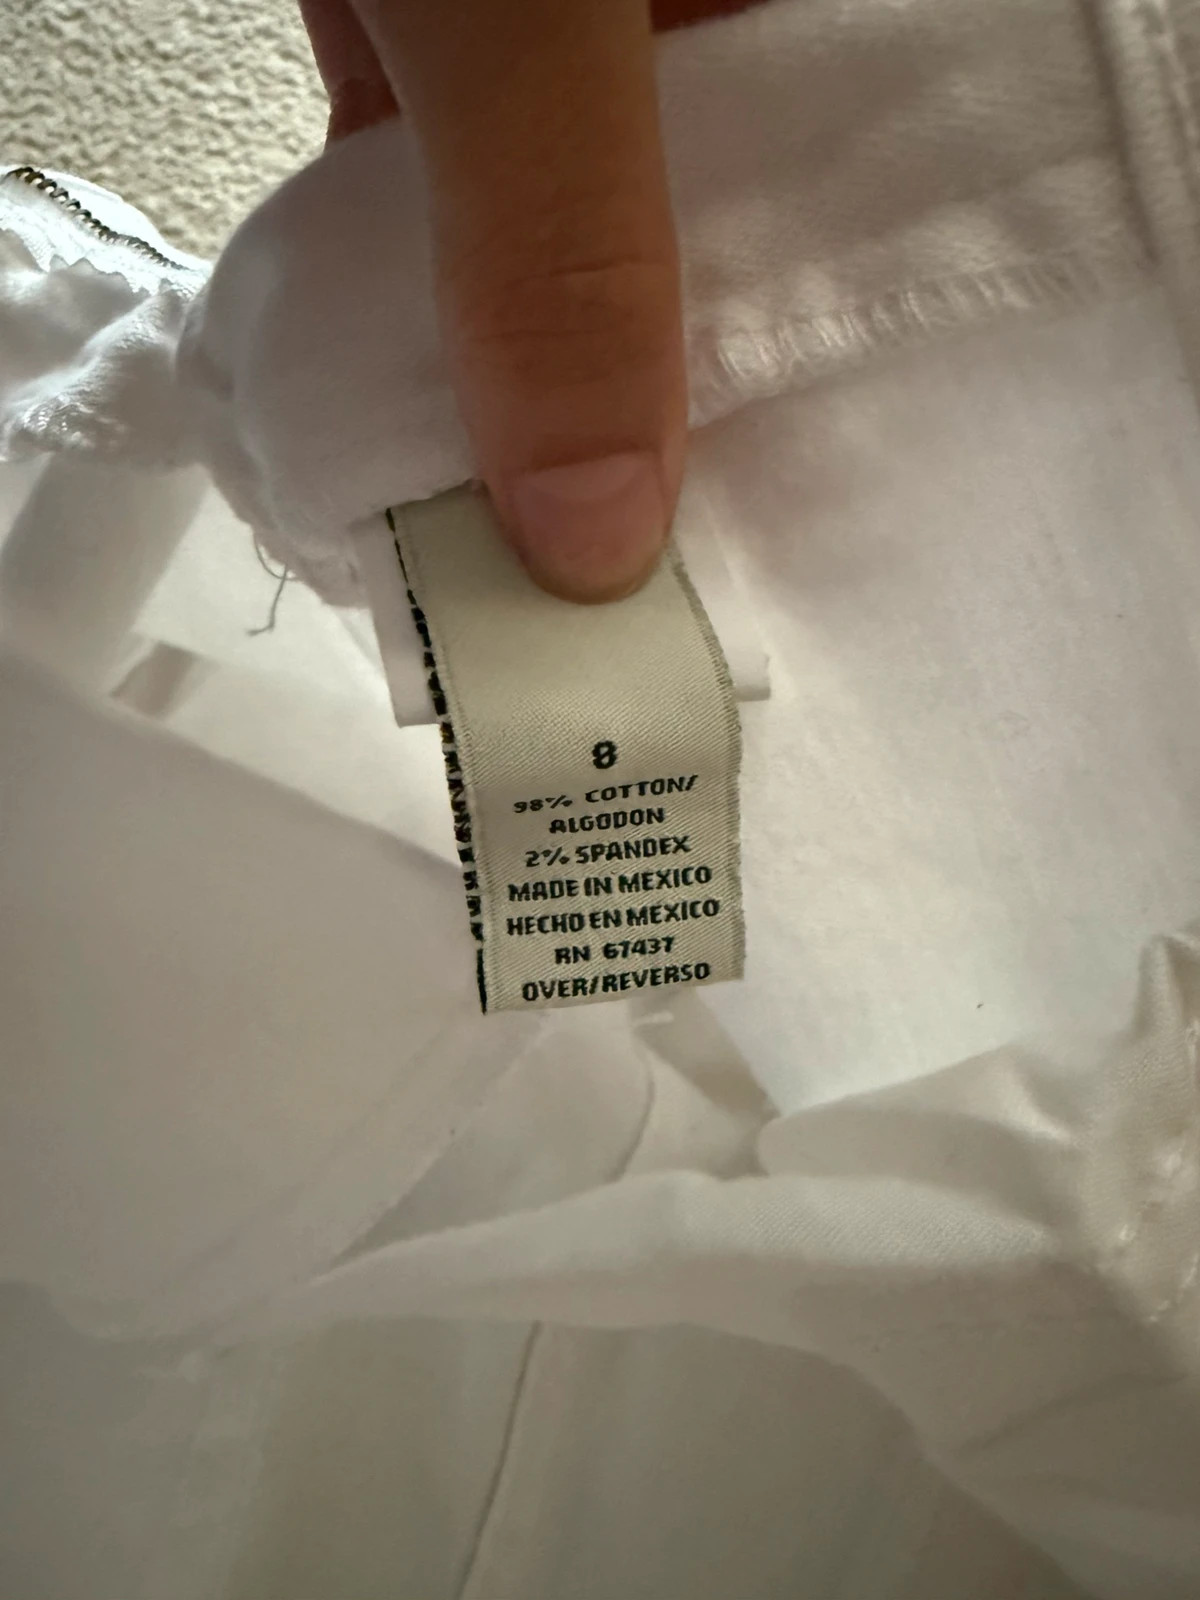 8
98% COTTON/
ALGODON
2% SPANDEX
MADE IN MEXICO
HECHO EN MEXICO
RN 67437
OVER/REVERSO